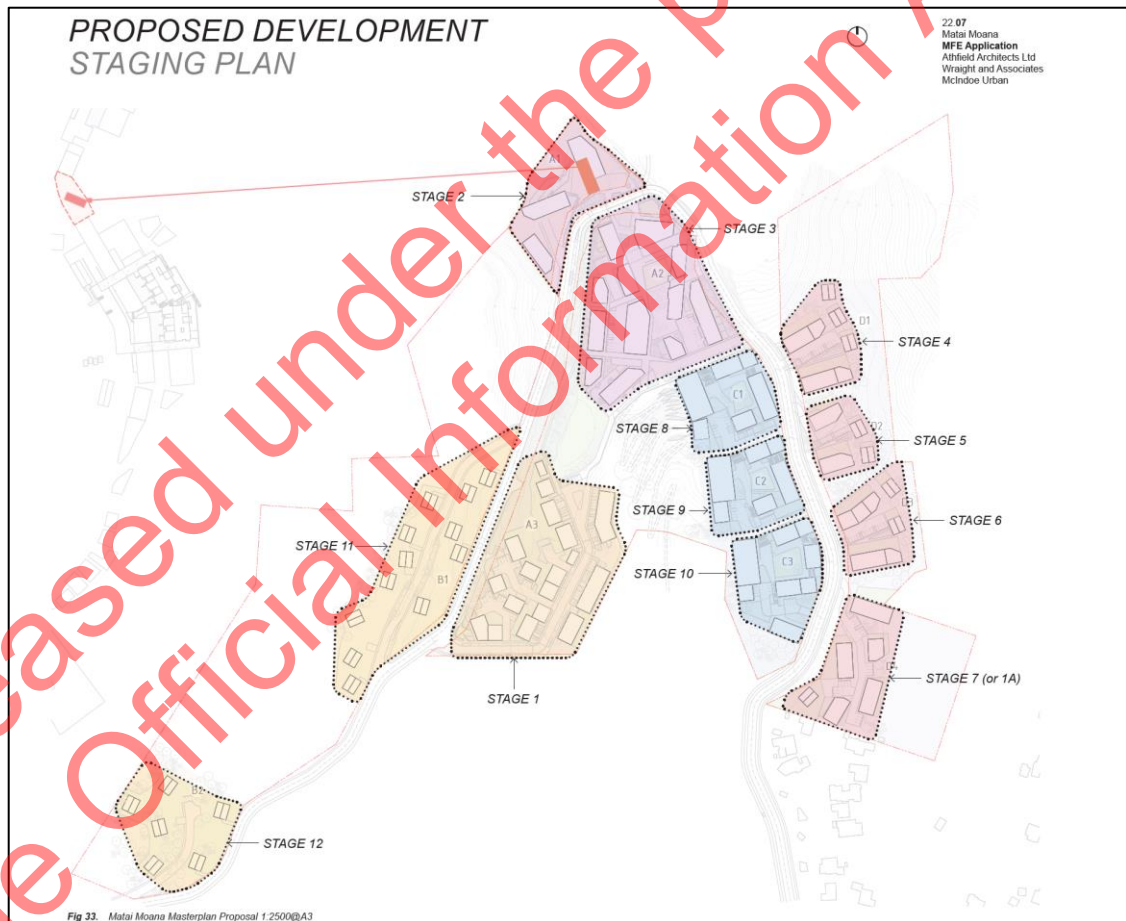 PROPOSED DEVELOPMENT
STAGING PLAN
22.07
Matai Moana
MFE Application
Athfield Architects Ltd
Wraight and Associates
McIndoe Urban
A1
STAGE 2
STAGE 3
A2
D1
STAGE 4
C1
STAGE 8
D2
STAGE 5
C2
STAGE 9
STAGE 6
A3
STAGE 11
B1
C3
STAGE 10
STAGE 1
STAGE 7 (or 1A)
B2
STAGE 12
Fig 33. Matai Moana Masterplan Proposal 1:2500@A3
eased under the p
e Official Information A